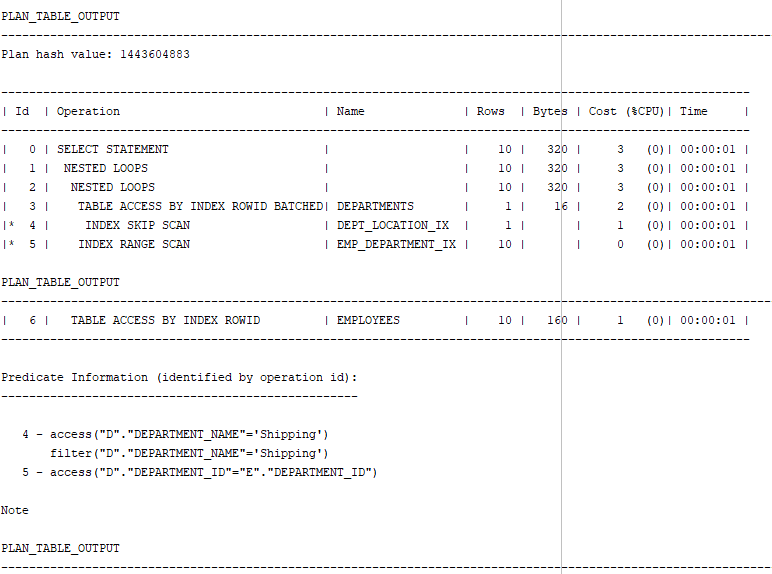 PLAN_TABLE_OUTPUT
--------------------------------------------------------------------------------------------------------------
Plan hash value: 1443604883

-----------------------------------------------------------------------------------------------------------
| Id  | Operation                             | Name              | Rows  | Bytes | Cost (%CPU)| Time     |
-----------------------------------------------------------------------------------------------------------
|   0 | SELECT STATEMENT                      |                   |    10 |   320 |     3   (0)| 00:00:01 |
|   1 |  NESTED LOOPS                         |                   |    10 |   320 |     3   (0)| 00:00:01 |
|   2 |   NESTED LOOPS                        |                   |    10 |   320 |     3   (0)| 00:00:01 |
|   3 |    TABLE ACCESS BY INDEX ROWID BATCHED| DEPARTMENTS       |     1 |    16 |     2   (0)| 00:00:01 |
|*  4 |     INDEX SKIP SCAN                   | DEPT_LOCATION_IX  |     1 |       |     1   (0)| 00:00:01 |
|*  5 |    INDEX RANGE SCAN                   | EMP_DEPARTMENT_IX |    10 |       |     0   (0)| 00:00:01 |

PLAN_TABLE_OUTPUT
--------------------------------------------------------------------------------------------------------------
|   6 |   TABLE ACCESS BY INDEX ROWID         | EMPLOYEES         |    10 |   160 |     1   (0)| 00:00:01 |
-----------------------------------------------------------------------------------------------------------

Predicate Information (identified by operation id):
---------------------------------------------------

   4 - access("D"."DEPARTMENT_NAME"='Shipping')
       filter("D"."DEPARTMENT_NAME"='Shipping')
   5 - access("D"."DEPARTMENT_ID"="E"."DEPARTMENT_ID")

Note

PLAN_TABLE_OUTPUT
--------------------------------------------------------------------------------------------------------------